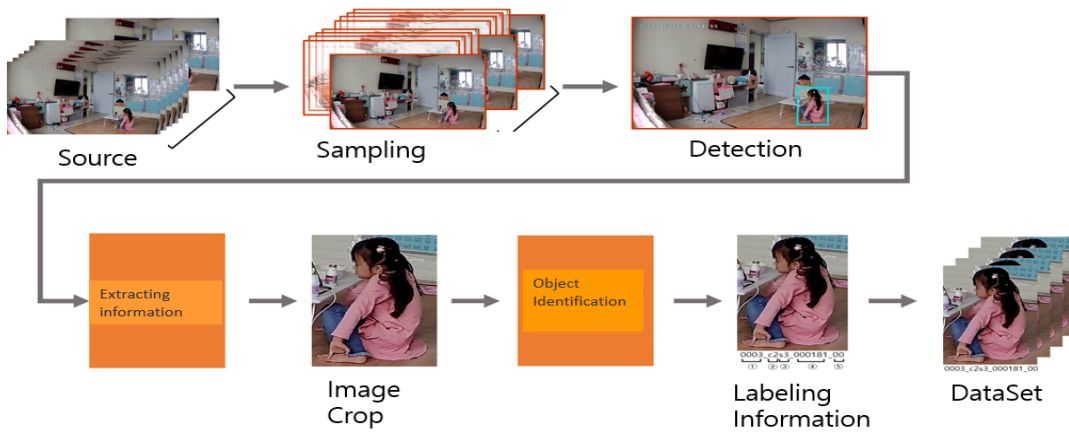 Source
Sampling
Detection
Extracting
information
Image
Crop
Object
Identification
0003_c2s3_000181_00
① ② ③ ④ ⑤
Labeling
Information
0003_c2s3_000181_00
DataSet